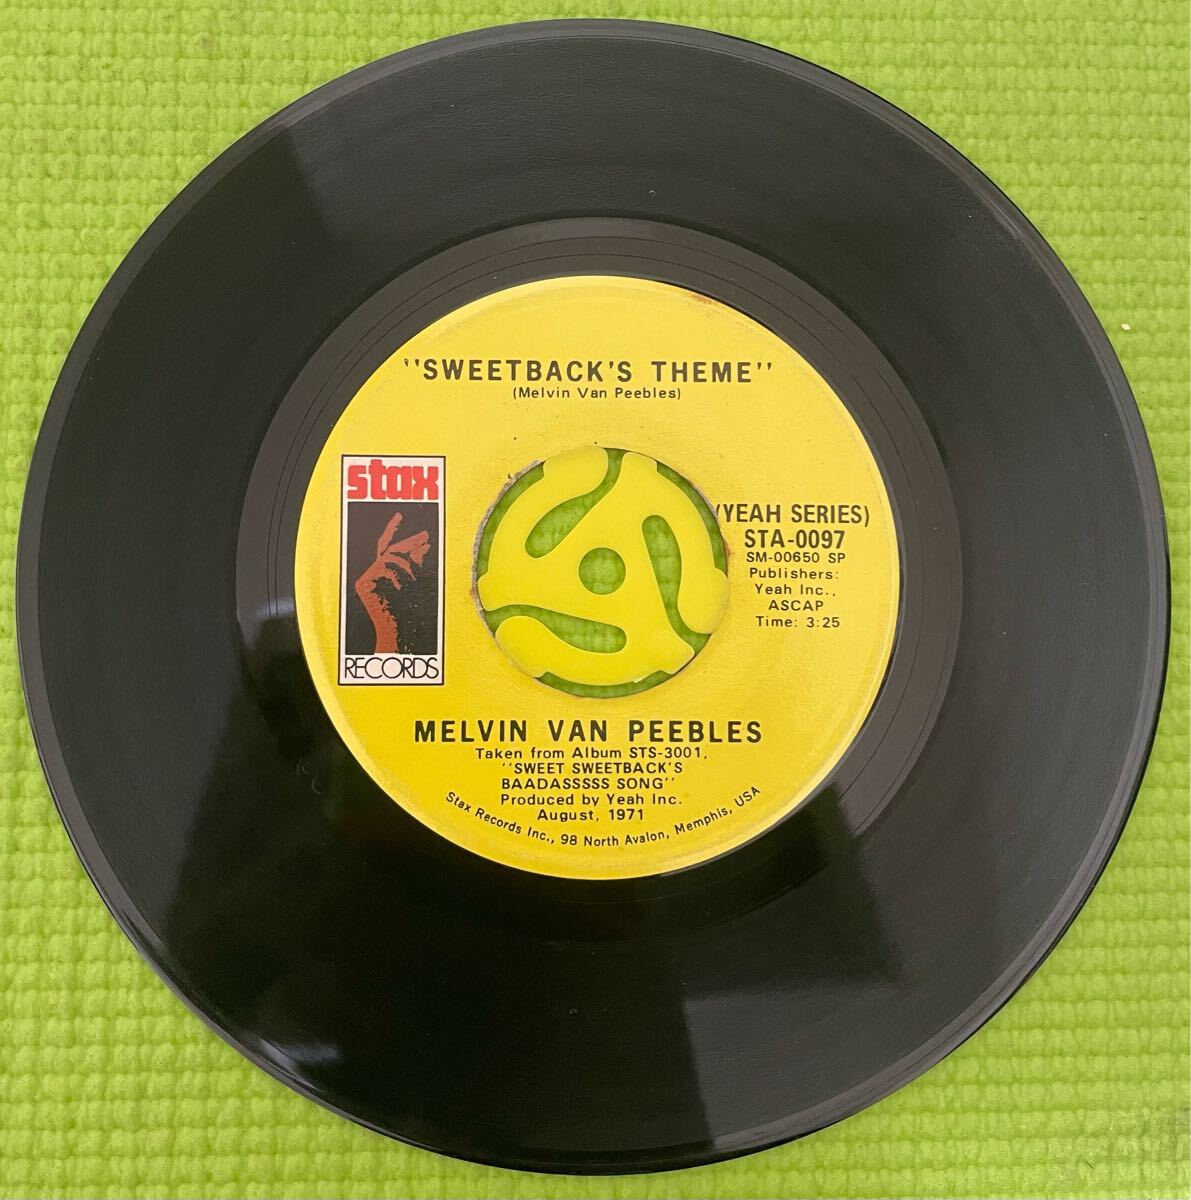 "SWEETBACK'S THEME"
(Melvin Van Peebles)
stax
RECORDS
(YEAH SERIES)
STA-0097
SM-00650 SP
Publishers:
Yeah Inc.,
ASCAP
Time: 3:25
MELVIN VAN PEEBLES
Taken from Album STS-3001,
"SWEET SWEETBACK'S
BAADASSSSS SONG"
Produced by Yeah Inc.
August, 1971
Stax Records Inc., 98 North Avalon, Memphis, USA